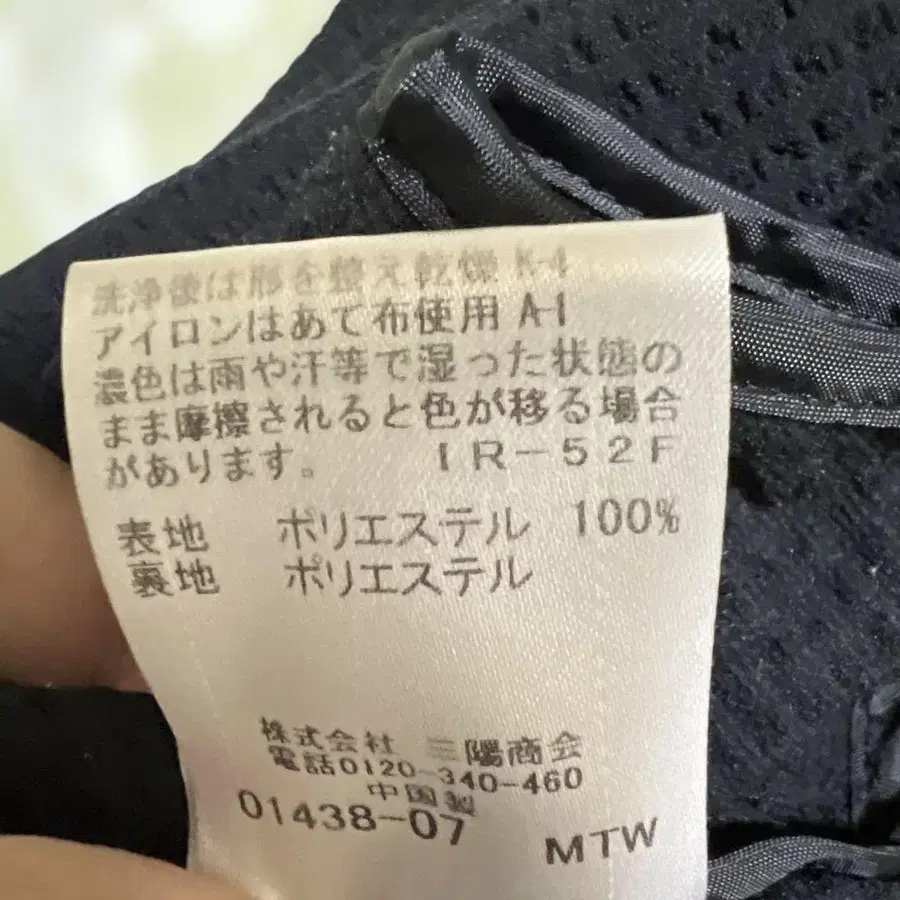 洗浄後は形を整え乾燥 K-4
アイロンはあて布使用 A-1
濃色は雨や汗等で湿った状態の
まま摩擦されると色が移る場合
があります。 IR-52F
表地 ポリエステル 100%
裏地 ポリエステル
株式会社 三陽商会
電話0120-340-460
中国製
01438-07
MTW